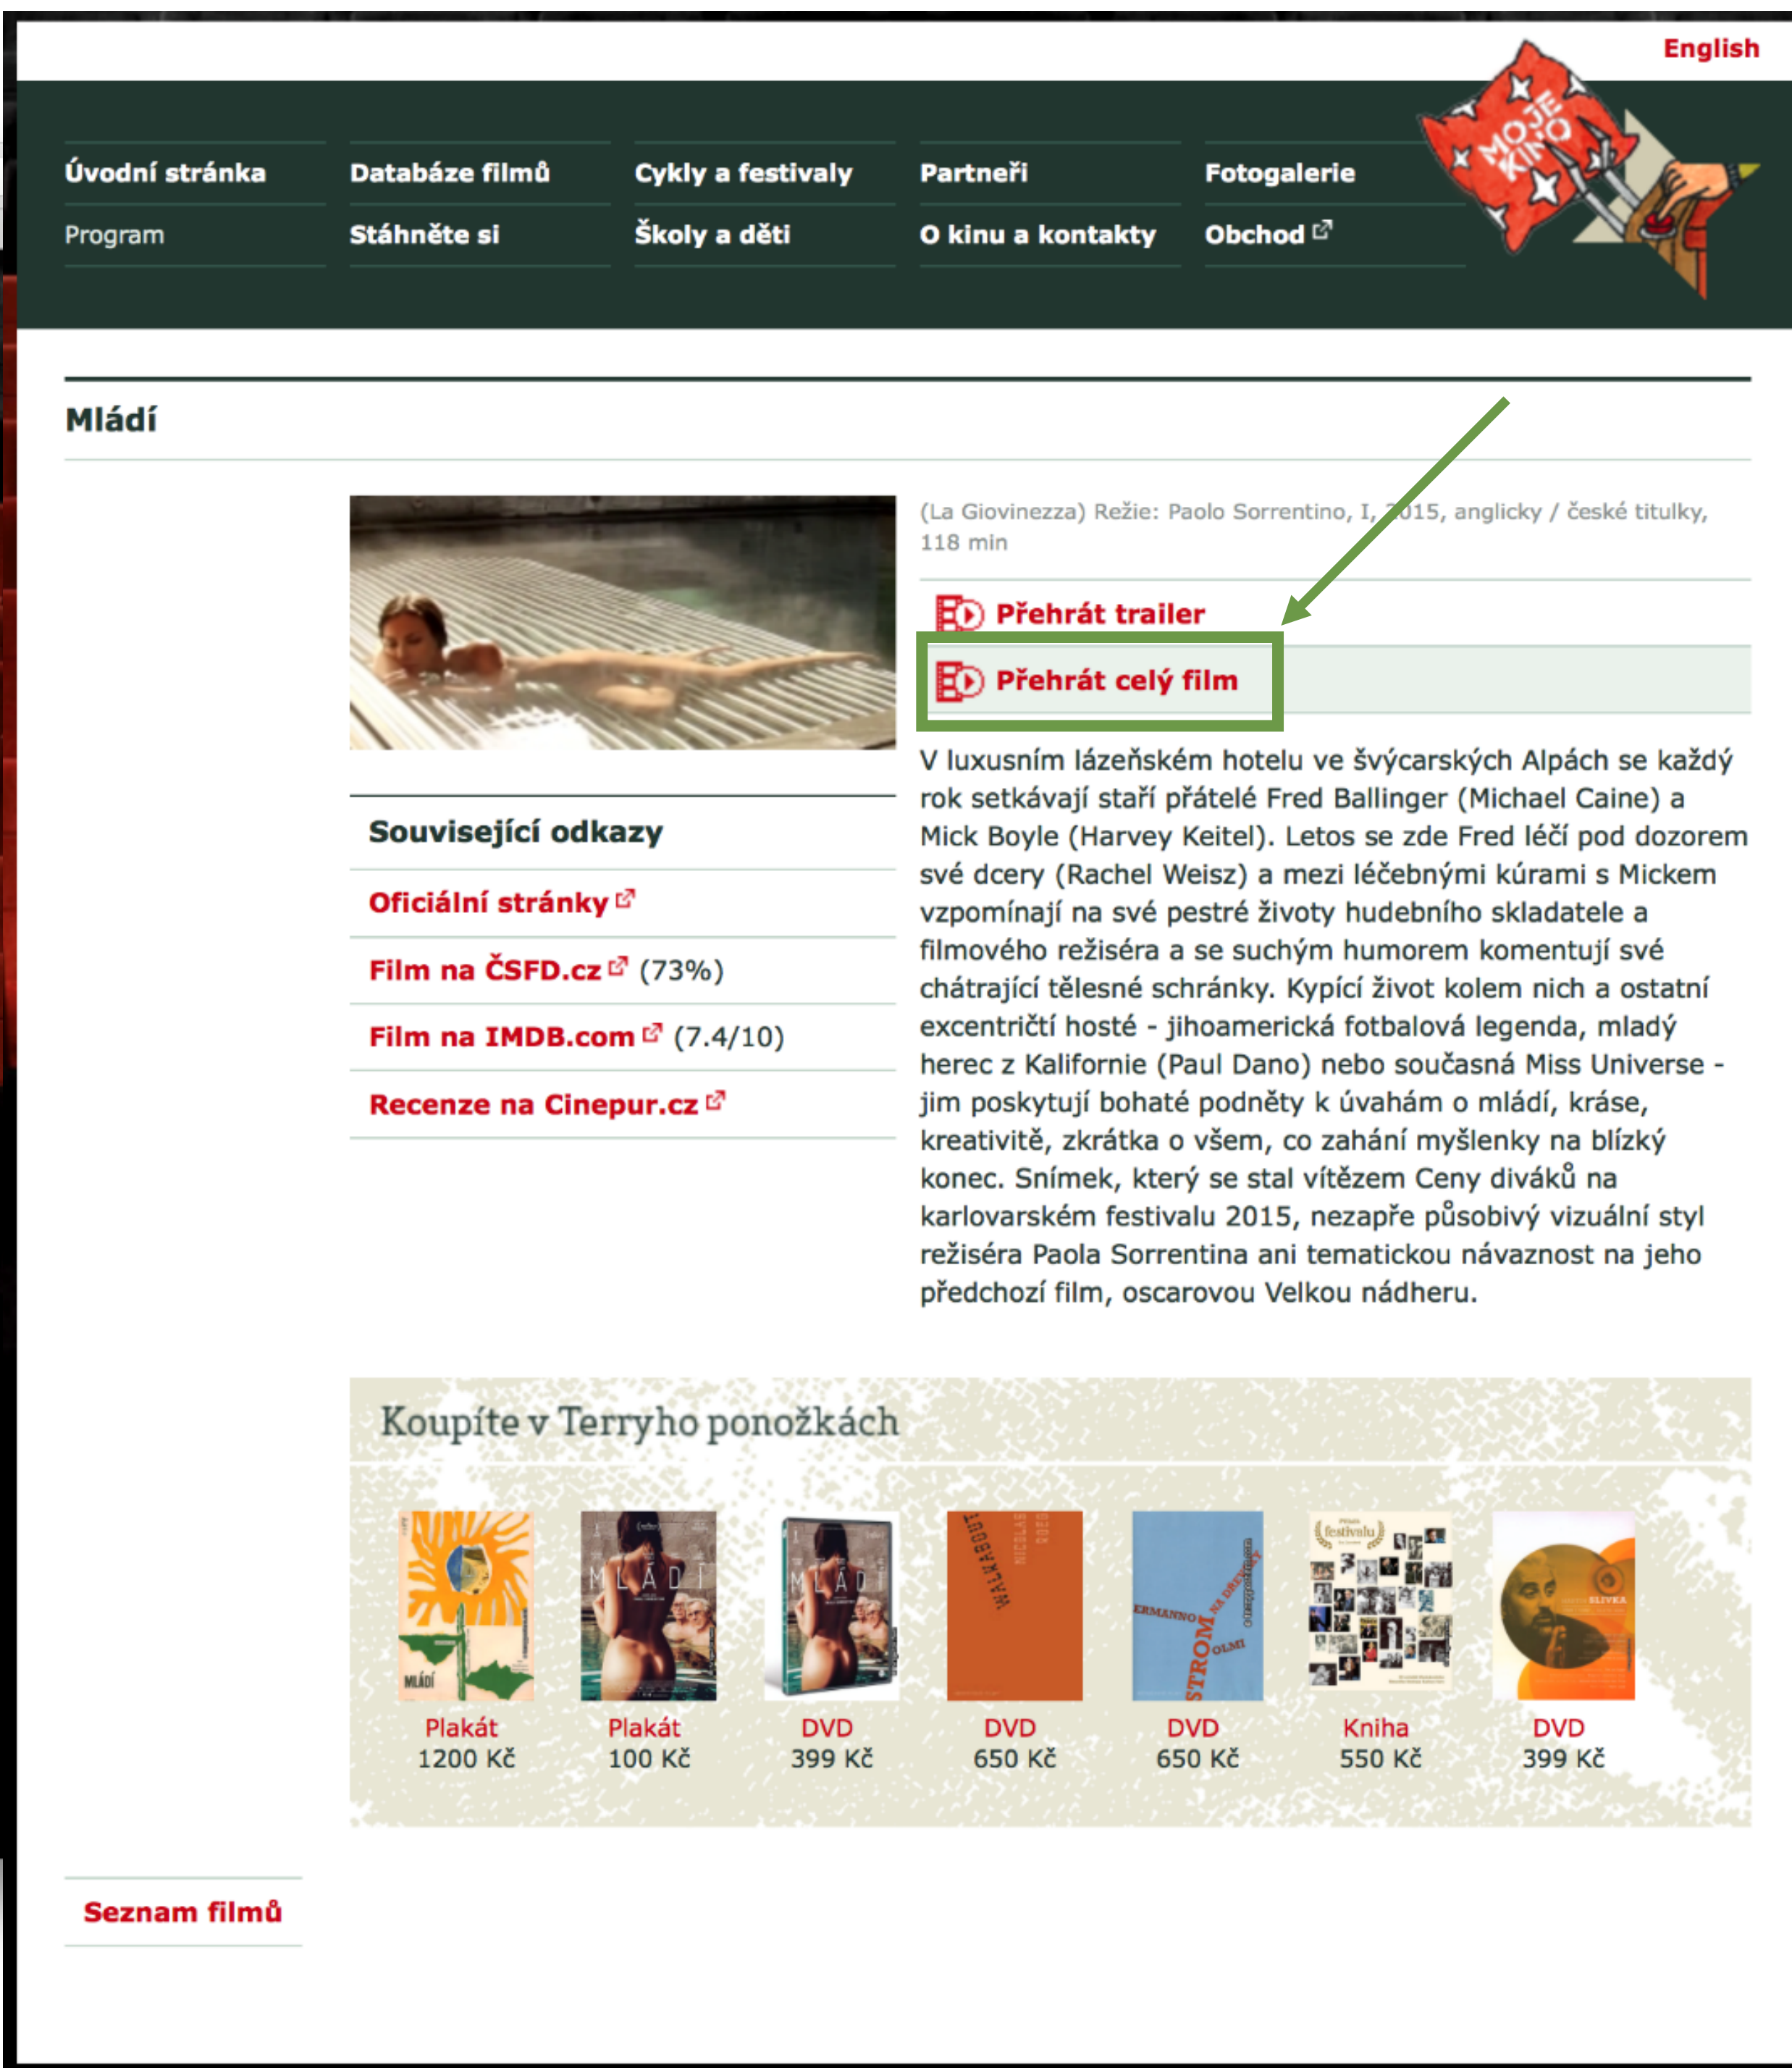 English
MOJE
KINO
Úvodní stránka
Databáze filmů
Cykly a festivaly
Partneři
Fotogalerie
Program
Stáhněte si
Školy a děti
O kinu a kontakty
Obchod
Mládí
(La Giovinezza) Režie: Paolo Sorrentino, I, 2015, anglicky / české titulky,
118 min
Přehrát trailer
Přehrát celý film
V luxusním lázeňském hotelu ve švýcarských Alpách se každý
rok setkávají staří přátelé Fred Ballinger (Michael Caine) a
Mick Boyle (Harvey Keitel). Letos se zde Fred léčí pod dozorem
své dcery (Rachel Weisz) a mezi léčebnými kúrami s Mickem
vzpomínají na své pestré životy hudebního skladatele a
filmového režiséra a se suchým humorem komentují své
chátrající tělesné schránky. Kypící život kolem nich a ostatní
excentričtí hosté - jihoamerická fotbalová legenda, mladý
herec z Kalifornie (Paul Dano) nebo současná Miss Universe -
jim poskytují bohaté podněty k úvahám o mládí, kráse,
kreativitě, zkrátka o všem, co zahání myšlenky na blízký
konec. Snímek, který se stal vítězem Ceny diváků na
karlovarském festivalu 2015, nezapře působivý vizuální styl
režiséra Paola Sorrentina ani tematickou návaznost na jeho
předchozí film, oscarovou Velkou nádheru.
Související odkazy
Oficiální stránky
Film na ČSFD.cz (73%)
Film na IMDB.com (7.4/10)
Recenze na Cinepur.cz
Koupíte v Terryho ponožkách
MLÁDÍ
MLÁDÍ
MLÁDÍ
WALKABOUT
NICOLAS
ROEG
ERMANNO
OLMI
STROM
NA DŘEVÁKY
Příběh
festivalu
SLIVKA
Plakát
1200 Kč
Plakát
100 Kč
DVD
399 Kč
DVD
650 Kč
DVD
650 Kč
Kniha
550 Kč
DVD
399 Kč
Seznam filmů